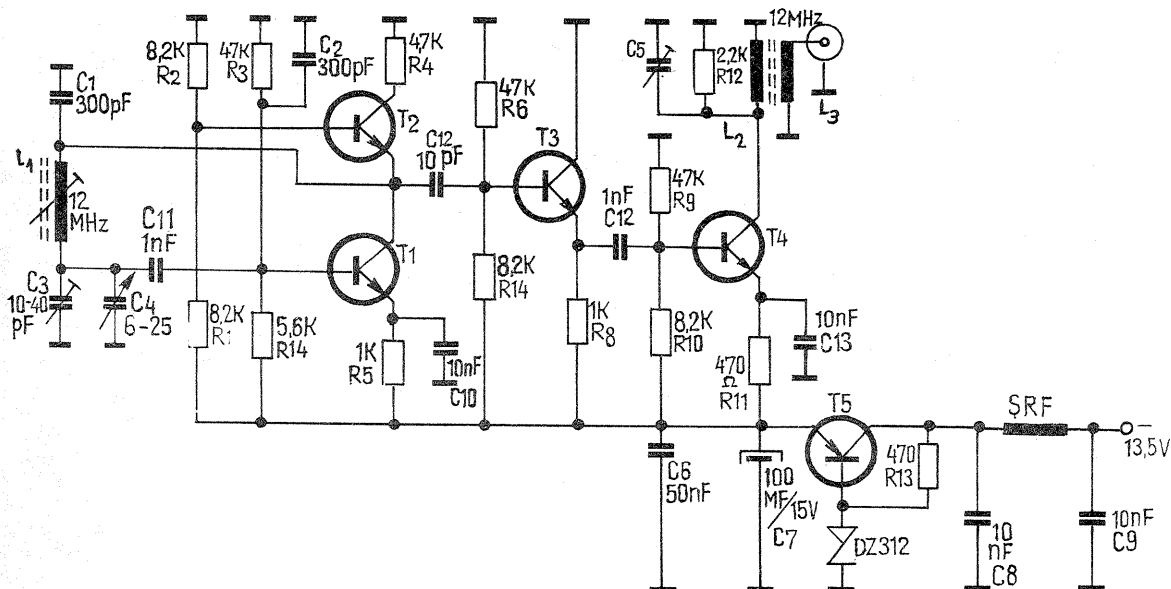 8,2K
R2
47K
R3
C2
300pF
47K
R4
C1
300pF
47K
R6
T2
C12
10 pF
T3
C5
2,2K
R12
12MHz
L2
L3
L1
12
MHz
C11
1nF
C3
10-40
pF
C4
6-25
8,2K
R1
5,6K
R14
T1
1K
R5
10nF
C10
8,2K
R14
1nF
C12
47K
R9
T4
1K
R8
8,2K
R10
470
Ω
R11
10nF
C13
T5
ŞRF
−
13,5V
470
R13
C6
50nF
100
MF/15V
C7
DZ312
10
nF
C8
10nF
C9